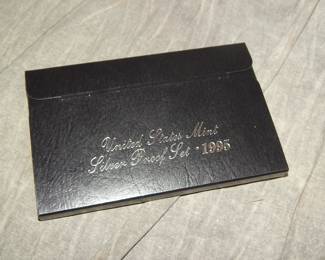 United States Mint
Silver Proof Set • 1995